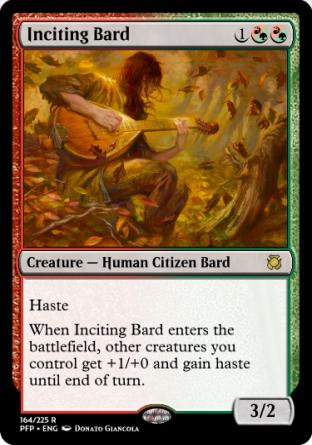 Inciting Bard 1
Creature — Human Citizen Bard
Haste
When Inciting Bard enters the
battlefield, other creatures you
control get +1/+0 and gain haste
until end of turn.
3/2
164/225 R
PFP • ENG Donato Giancola